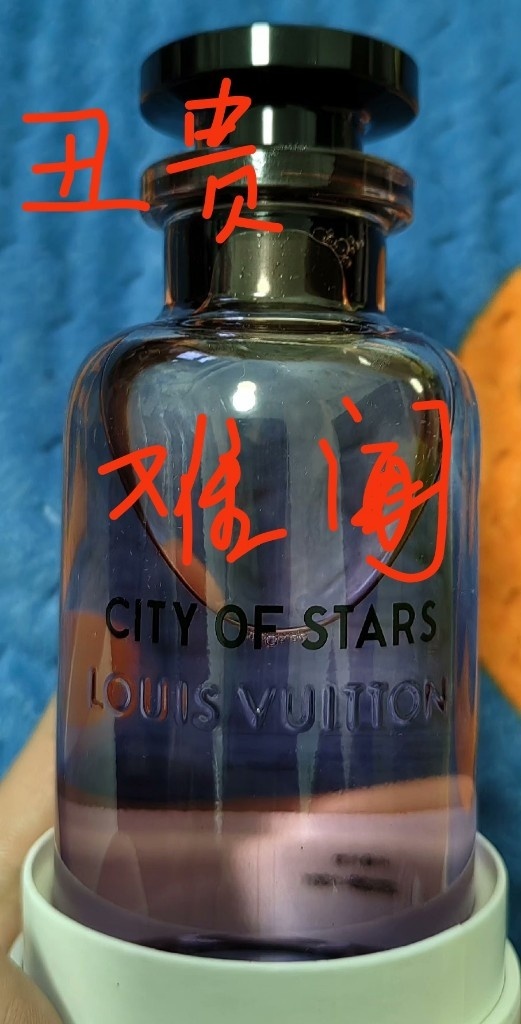 丑贵
难闻
CITY OF STARS
LOUIS VUITTON